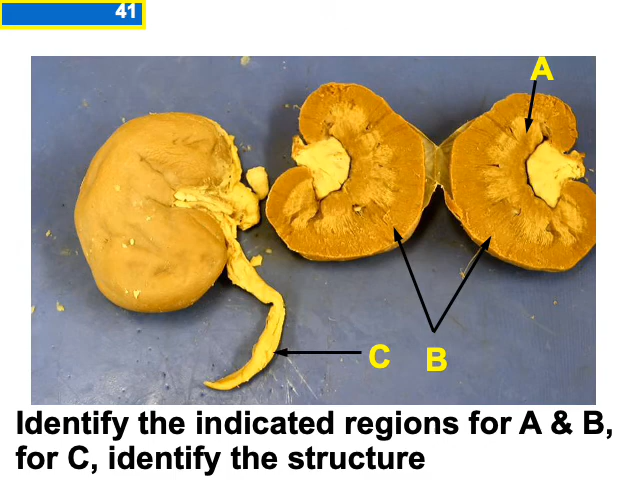 41
A
C
B
Identify the indicated regions for A & B,
for C, identify the structure